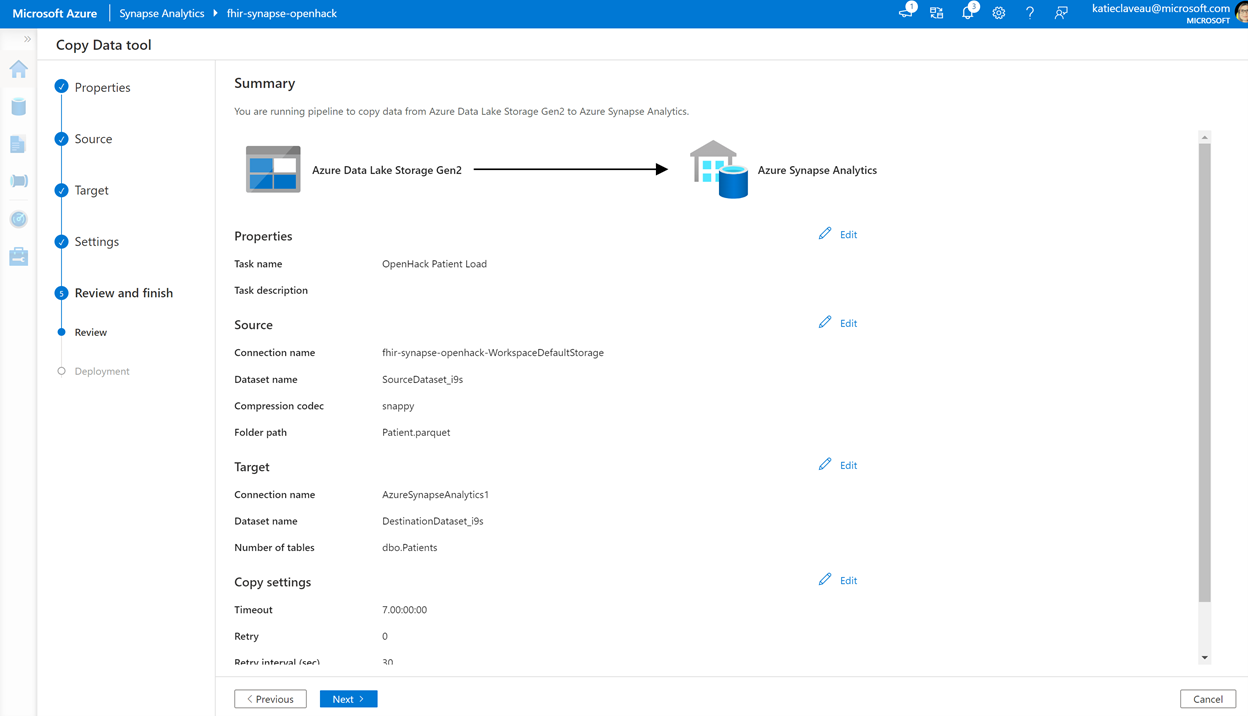 Microsoft Azure Synapse Analytics fhir-synapse-openhack 1 3 katieclaveau@microsoft.com
MICROSOFT
Copy Data tool
Properties
Source
Target
Settings
5 Review and finish
Review
Deployment
Summary
You are running pipeline to copy data from Azure Data Lake Storage Gen2 to Azure Synapse Analytics.
Azure Data Lake Storage Gen2 Azure Synapse Analytics
Properties Edit
Task name OpenHack Patient Load
Task description
Source Edit
Connection name fhir-synapse-openhack-WorkspaceDefaultStorage
Dataset name SourceDataset_i9s
Compression codec snappy
Folder path Patient.parquet
Target Edit
Connection name AzureSynapseAnalytics1
Dataset name DestinationDataset_i9s
Number of tables dbo.Patients
Copy settings Edit
Timeout 7.00:00:00
Retry 0
Retry interval (sec) 30
Previous Next Cancel